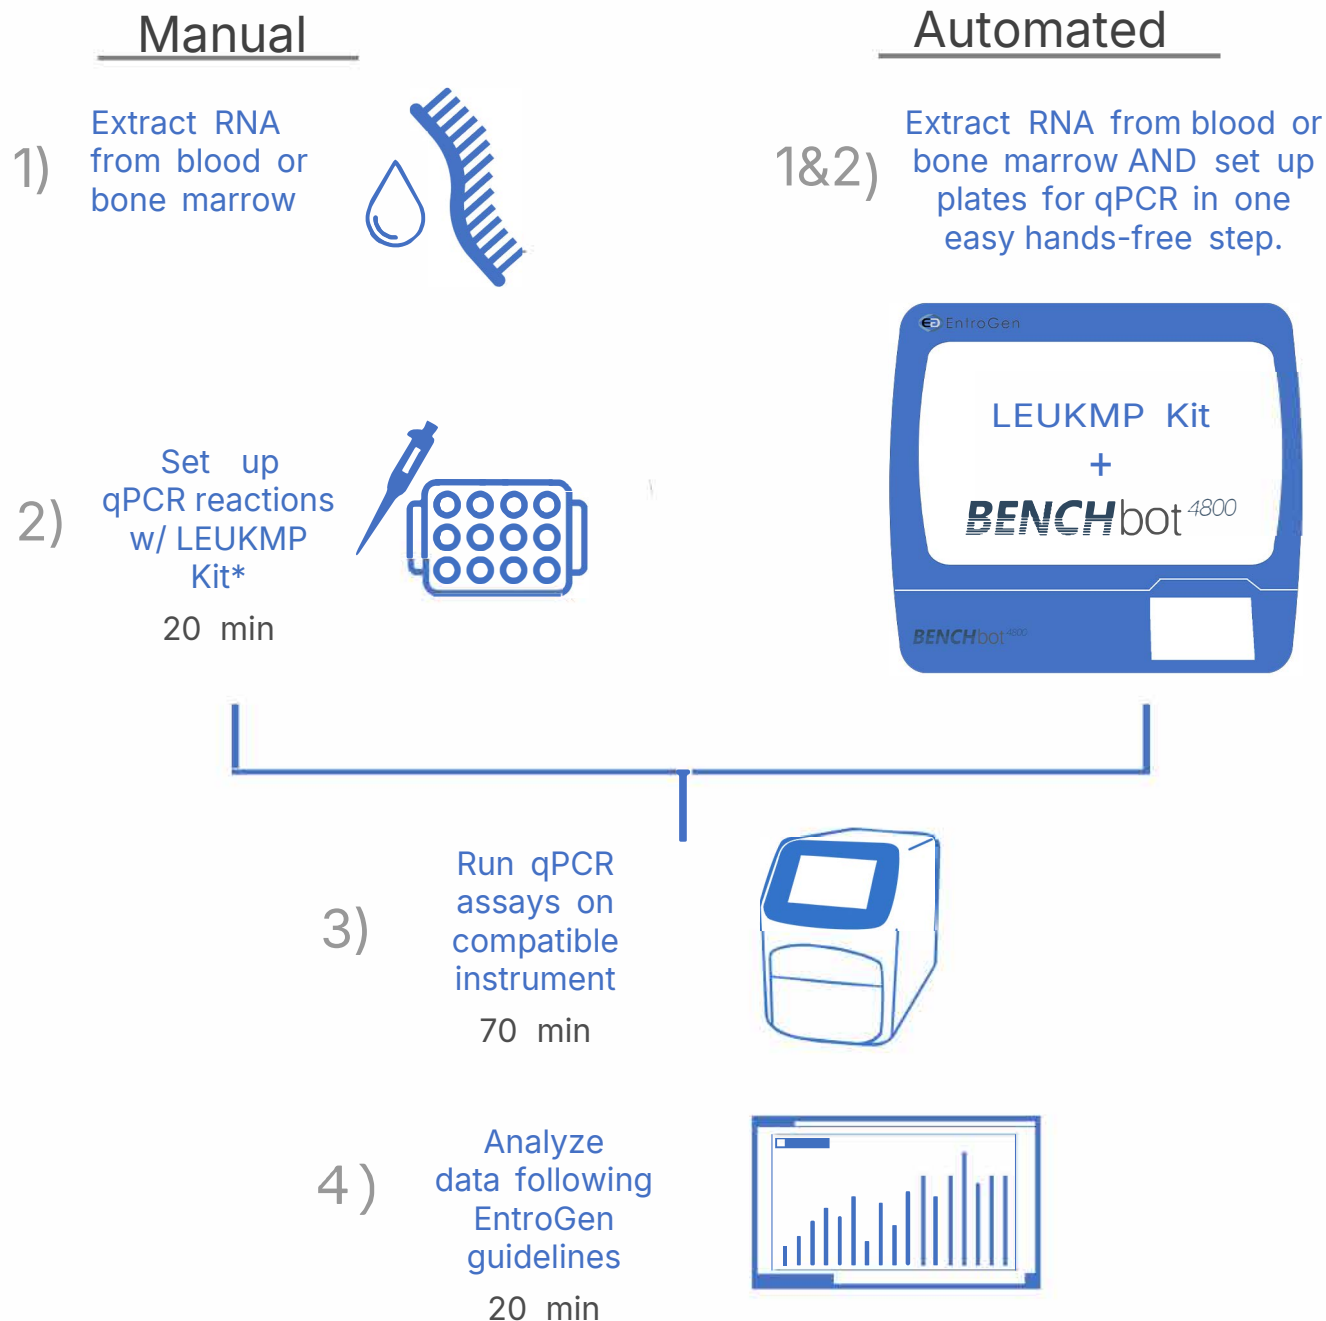 Manual
1)
Extract RNA
from blood or
bone marrow
2)
Set up
qPCR reactions
w/ LEUKMP
Kit*
20 min
Automated
1&2)
Extract RNA from blood or
bone marrow AND set up
plates for qPCR in one
easy hands-free step.
EntroGen
LEUKMP Kit
+
BENCHbot 4800
BENCHbot 4800
3)
Run qPCR
assays on
compatible
instrument
70 min
4)
Analyze
data following
EntroGen
guidelines
20 min